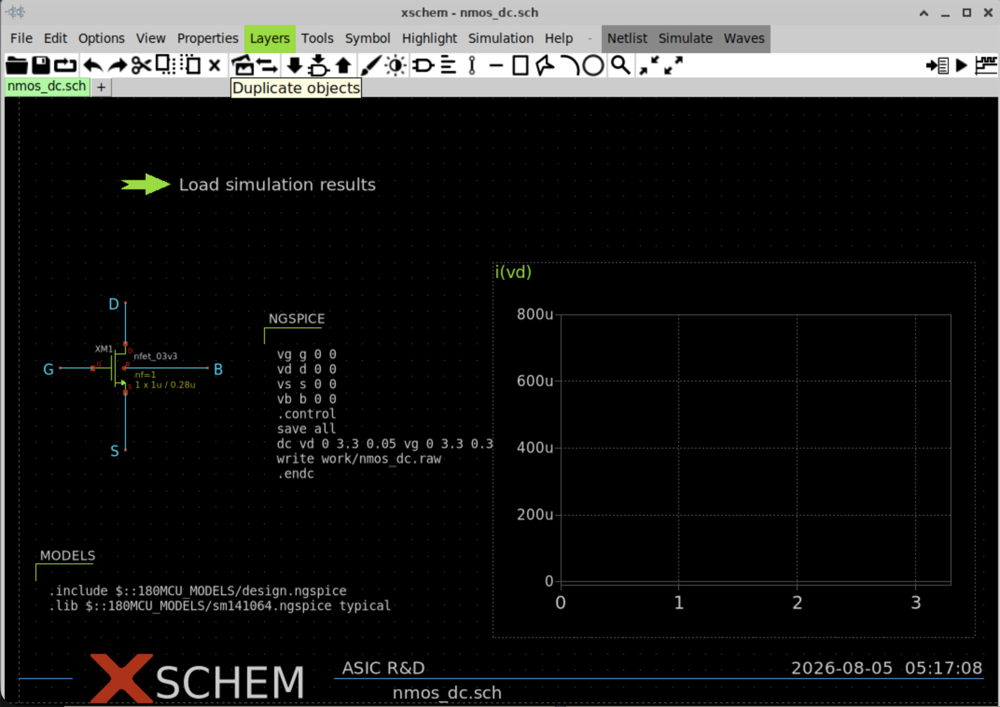 xschem - nmos_dc.sch
File Edit Options View Properties Layers Tools Symbol Highlight Simulation Help - Netlist Simulate Waves
nmos_dc.sch +
Duplicate objects
Load simulation results
i(vd)
800u
600u
400u
200u
0
0 1 2 3
D
XM1
D
nfet_03v3
G
G
B
B
nf=1
S
1 x 1u / 0.28u
S
NGSPICE
vg g 0 0
vd d 0 0
vs s 0 0
vb b 0 0
.control
save all
dc vd 0 3.3 0.05 vg 0 3.3 0.3
write work/nmos_dc.raw
.endc
MODELS
.include $::180MCU_MODELS/design.ngspice
.lib $::180MCU_MODELS/sm141064.ngspice typical
XSCHEM
ASIC R&D
2026-08-05 05:17:08
nmos_dc.sch